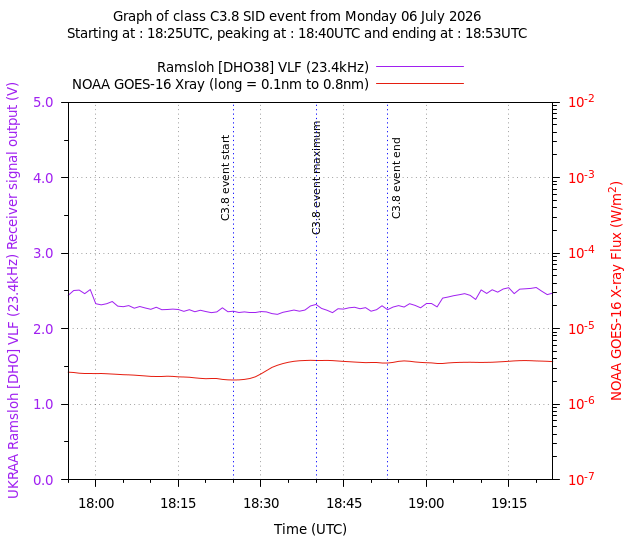 Graph of class C3.8 SID event from Monday 06 July 2026
Starting at : 18:25UTC, peaking at : 18:40UTC and ending at : 18:53UTC
Ramsloh [DHO38] VLF (23.4kHz)
NOAA GOES-16 Xray (long = 0.1nm to 0.8nm)
UKRAA Ramsloh [DHO] VLF (23.4kHz) Receiver signal output (V)
5.0
4.0
3.0
2.0
1.0
0.0
C3.8 event start
C3.8 event maximum
C3.8 event end
10-2
10-3
10-4
10-5
10-6
10-7
NOAA GOES-16 X-ray Flux (W/m2)
18:00 18:15 18:30 18:45 19:00 19:15
Time (UTC)